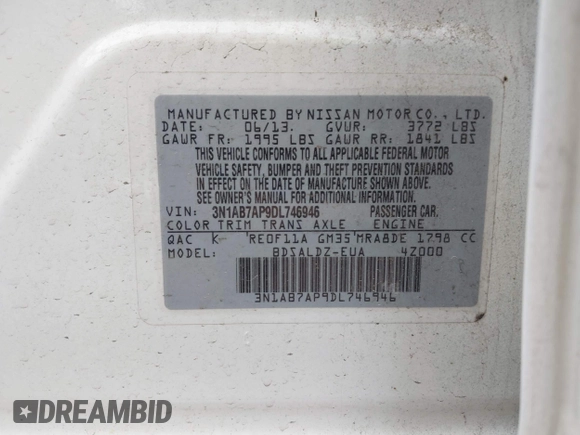 MANUFACTURED BY NISSAN MOTOR CO., LTD.
DATE: 06/13. GVWR: 3772 LBS
GAWR FR: 1995 LBS GAWR RR: 1841 LBS
THIS VEHICLE CONFORMS TO ALL APPLICABLE FEDERAL MOTOR
VEHICLE SAFETY, BUMPER, AND THEFT PREVENTION STANDARDS
IN EFFECT ON THE DATE OF MANUFACTURE SHOWN ABOVE.
SEE OWNER'S MANUAL FOR ADDITIONAL INFORMATION.
VIN: 3N1AB7AP9DL746946 PASSENGER CAR.
COLOR TRIM TRANS AXLE ENGINE
QAC K RE0F11A GM35 MRA8DE 1798 CC
MODEL: BDSALDZ-EUA 4Z000
3N1AB7AP9DL746946
DREAMBID